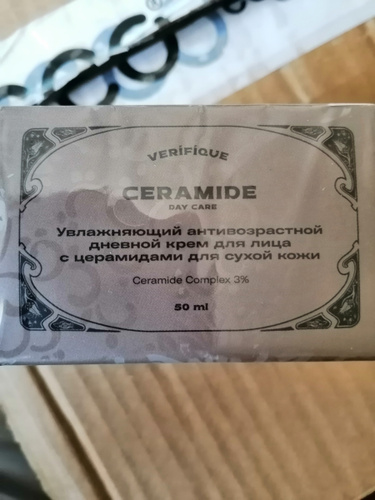 VERIFIQUE
CERAMIDE
DAY CARE
Увлажняющий антивозрастной
дневной крем для лица
с церамидами для сухой кожи
Ceramide Complex 3%
50 ml